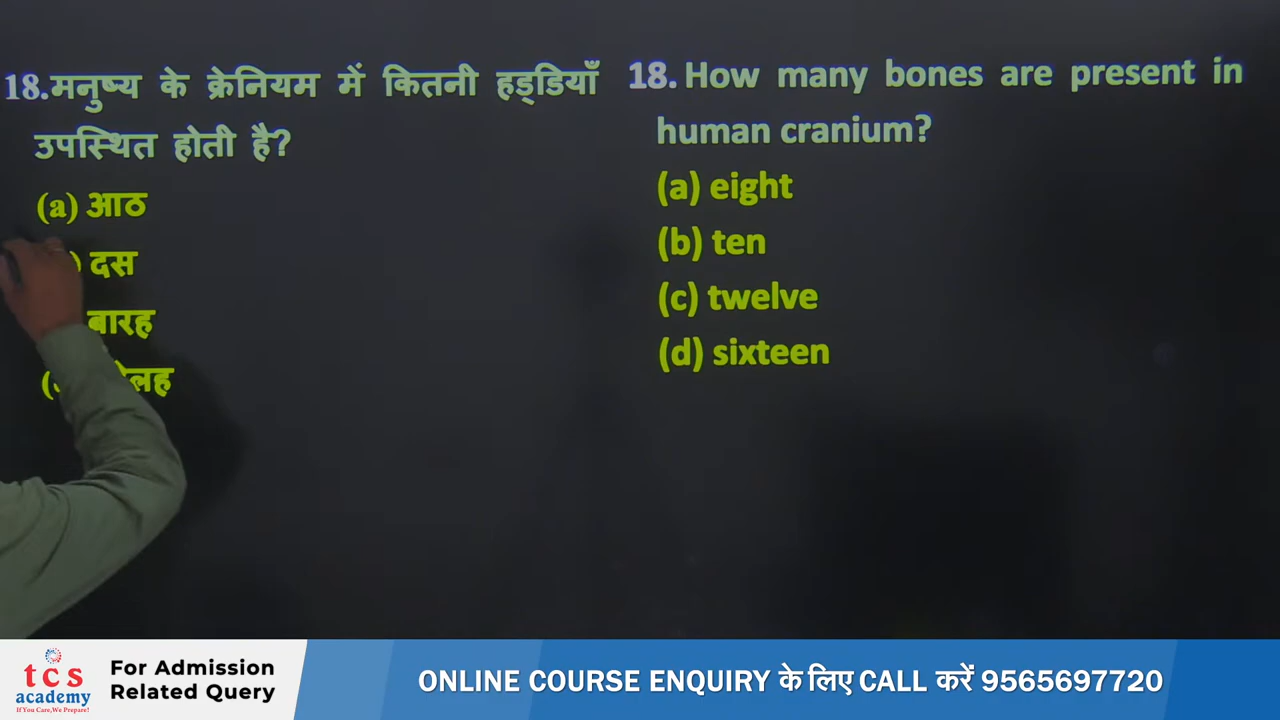 18.मनुष्य के क्रेनियम में कितनी हड्डियाँ
उपस्थित होती है?
(a) आठ
) दस
बारह
18. How many bones are present in
human cranium?
(a) eight
(b) ten
(c) twelve
(d) sixteen
tcs
academy
If You Care,We Prepare!
For Admission
Related Query
ONLINE COURSE ENQUIRY के लिए CALL करें 9565697720